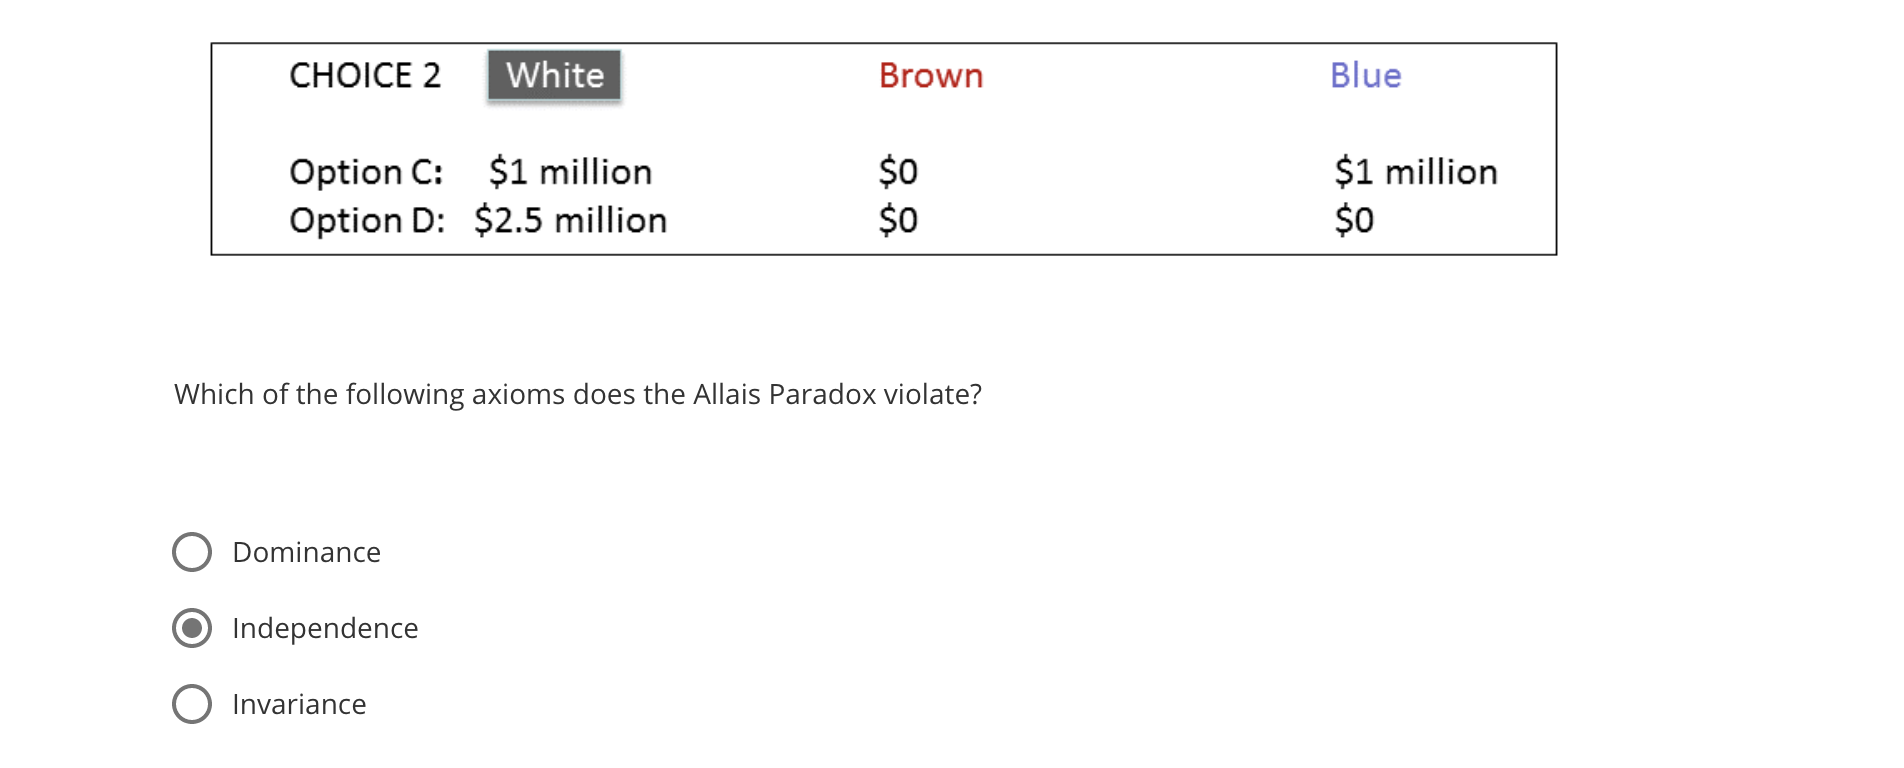 CHOICE 2 White Brown Blue
Option C: $1 million $0 $1 million
Option D: $2.5 million $0 $0
Which of the following axioms does the Allais Paradox violate?
Dominance
Independence
Invariance